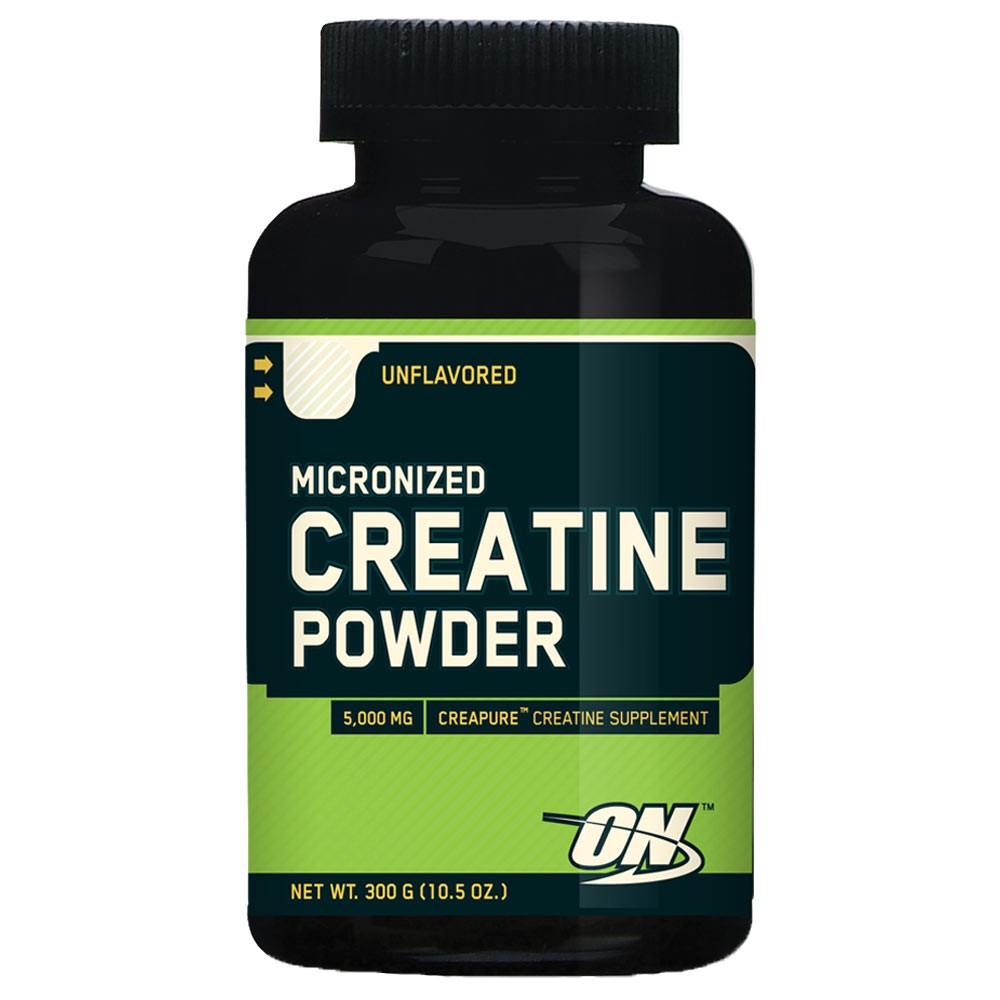 UNFLAVORED
MICRONIZED
CREATINE
POWDER
5,000 MG
CREAPURE™ CREATINE SUPPLEMENT
ON™
NET WT. 300 G (10.5 OZ.)